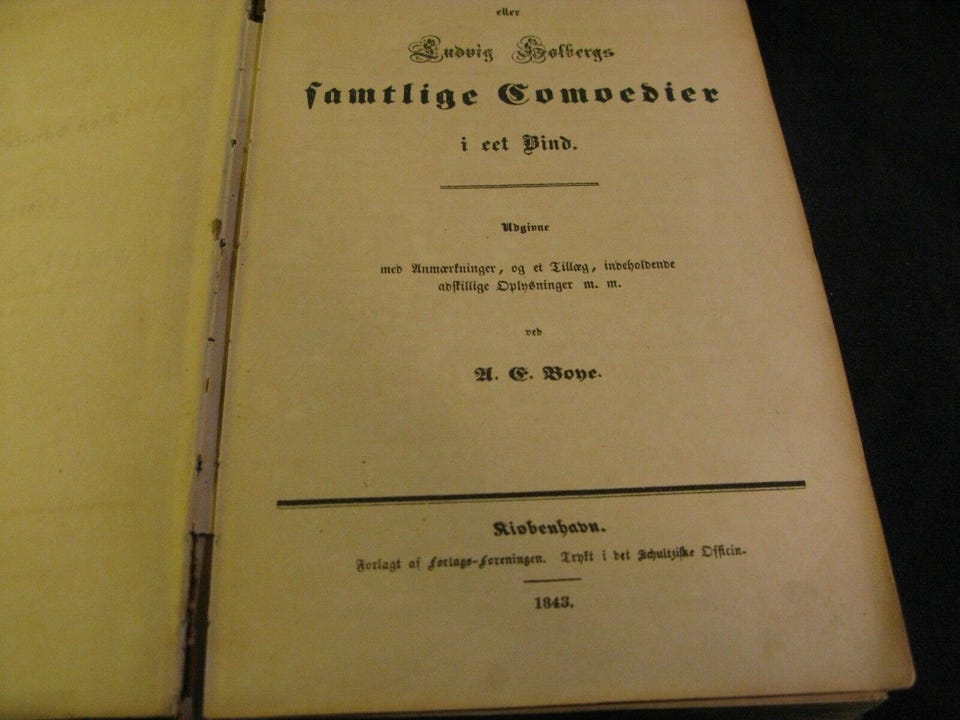 eller
Ludvig Holbergs
samtlige Comoedier
i eet Bind.
Udgivne
med Anmærkninger, og et Tillæg, indeholdende
adskillige Oplysninger m. m.
ved
A. E. Boye.
Kiøbenhavn.
Forlagt af Forlags-Foreningen. Trykt i det Schultziske Officin.
1843.